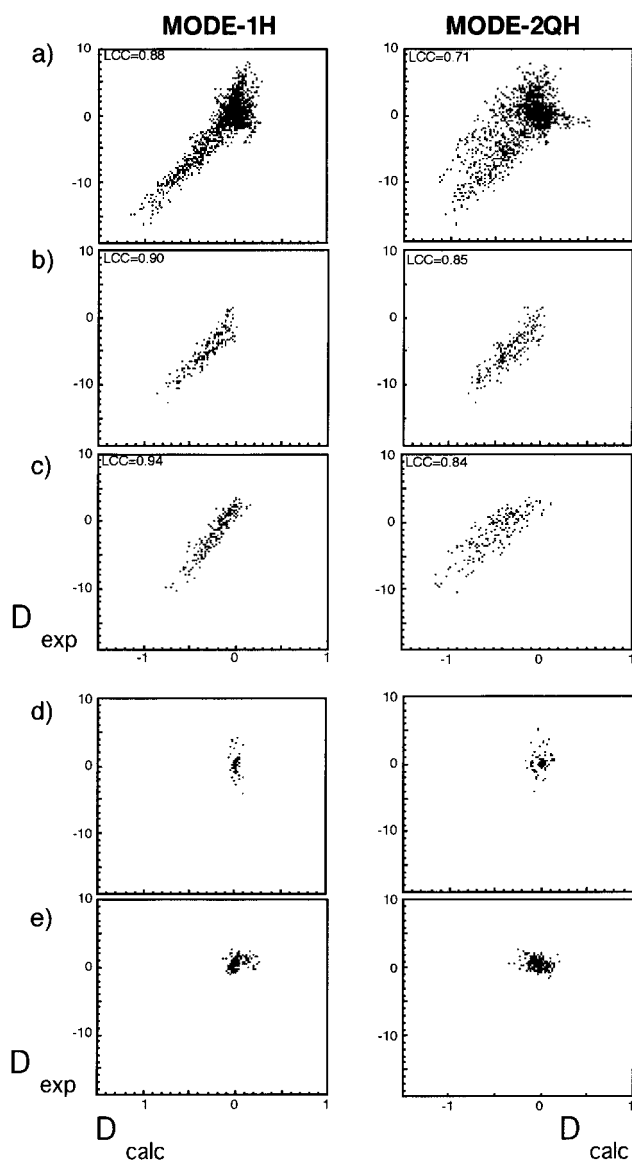 MODE-1H MODE-2QH
a) 10 LCC=0.88 10 LCC=0.71
0 0
-10 -10
b) 10 LCC=0.90 10 LCC=0.85
0 0
-10 -10
c) 10 LCC=0.94 10 LCC=0.84
0 0
-10 -10
D exp
-1 0 1 -1 0 1
d) 10 10
0 0
-10 -10
e) 10 10
0 0
-10 -10
D exp
1 0 1 -1 0 1
D calc D calc